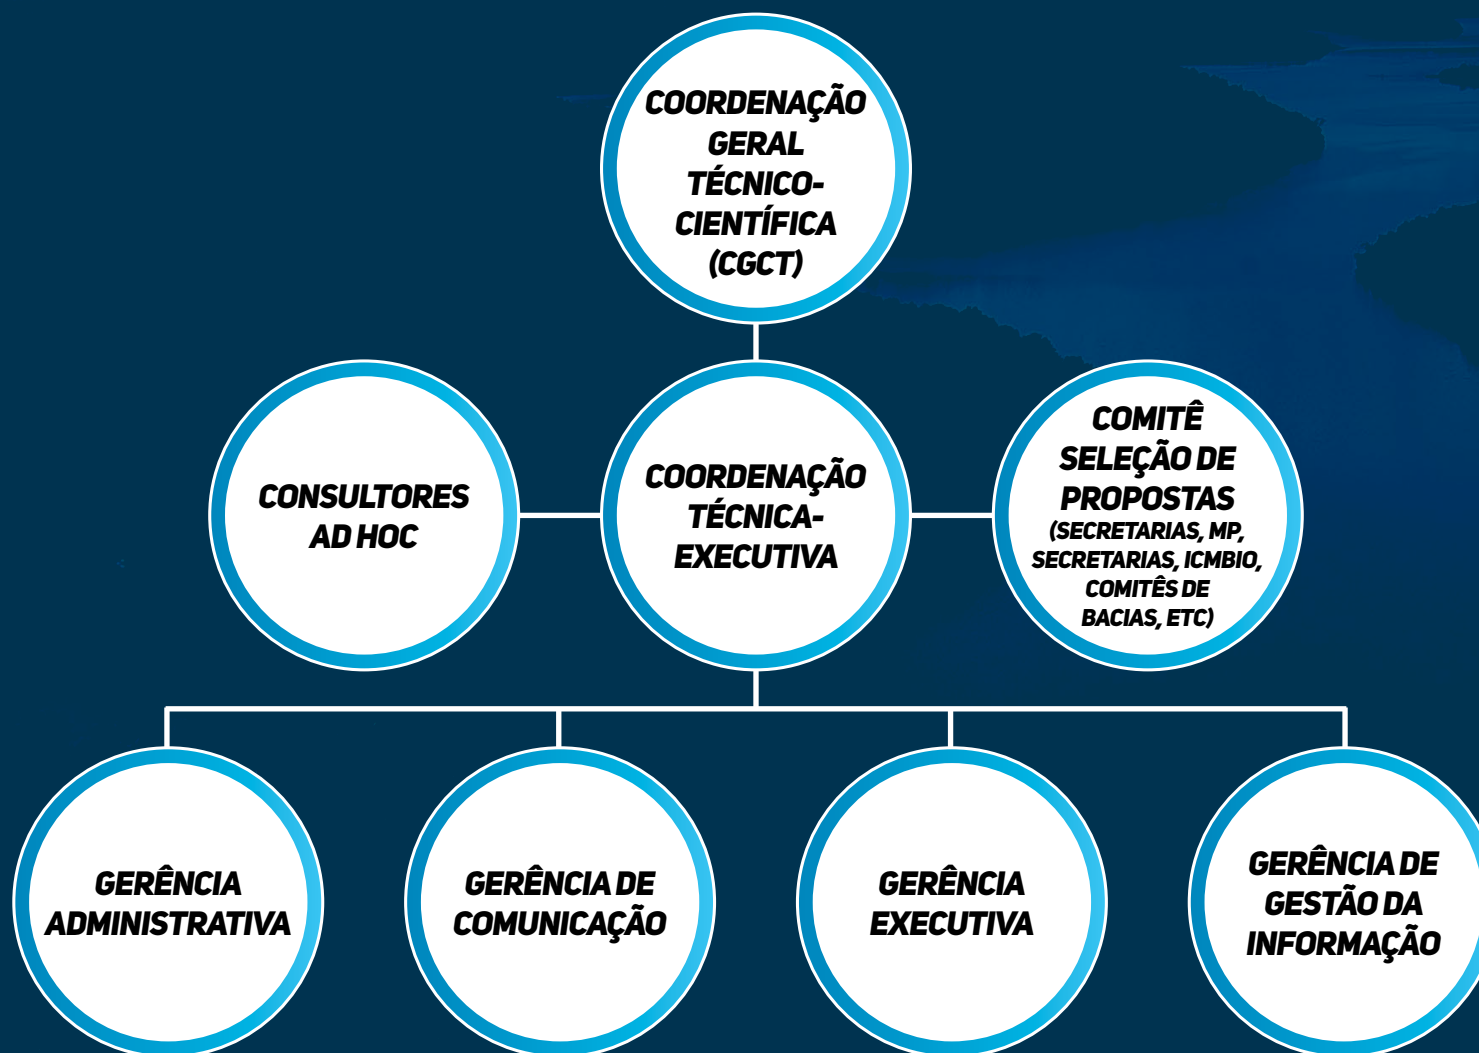 COORDENAÇÃO
GERAL
TÉCNICO-
CIENTÍFICA
(CGCT)
CONSULTORES
AD HOC
COORDENAÇÃO
TÉCNICA-
EXECUTIVA
COMITÊ
SELEÇÃO DE
PROPOSTAS
(SECRETARIAS, MP,
SECRETARIAS, ICMBIO,
COMITÊS DE
BACIAS, ETC)
GERÊNCIA
ADMINISTRATIVA
GERÊNCIA DE
COMUNICAÇÃO
GERÊNCIA
EXECUTIVA
GERÊNCIA DE
GESTÃO DA
INFORMAÇÃO